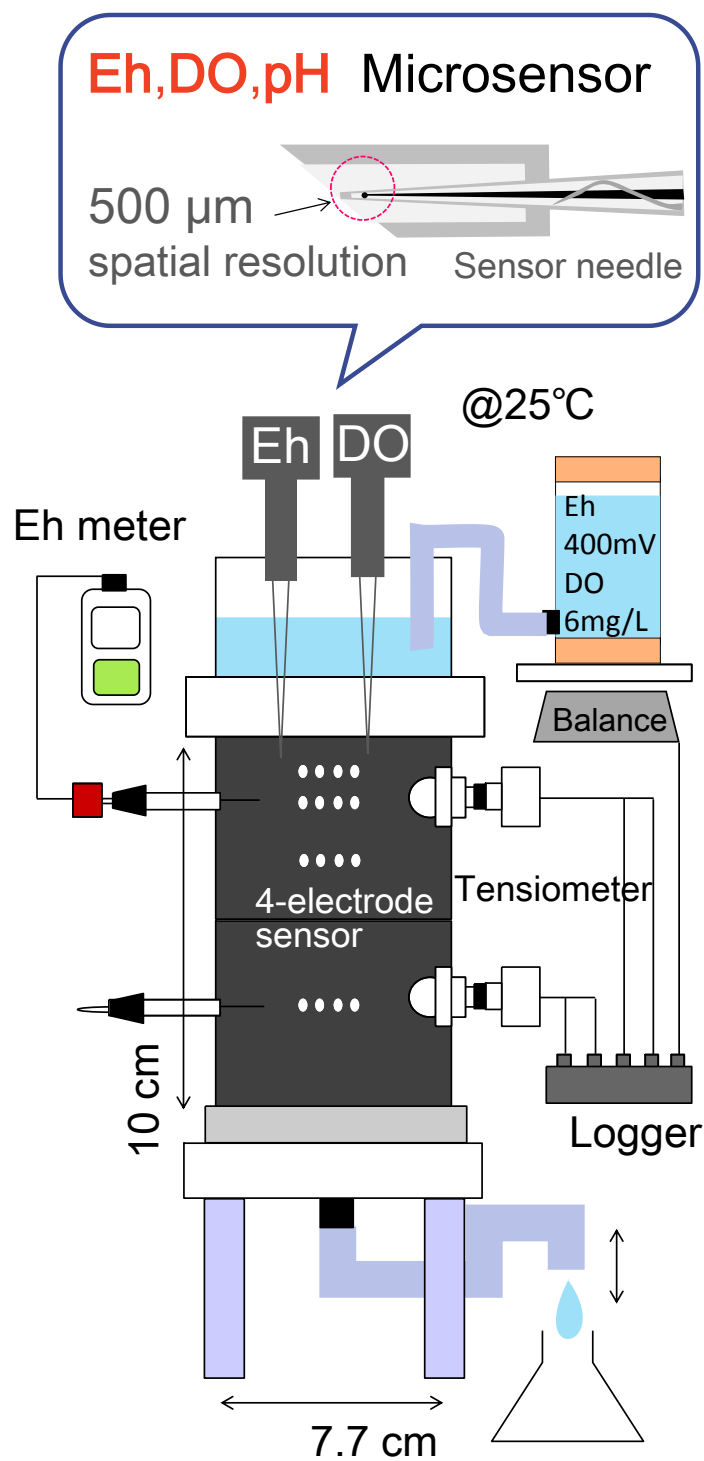 Eh,DO,pH Microsensor
500 µm
spatial resolution
Sensor needle
@25℃
Eh
DO
Eh meter
Eh
400mV
DO
6mg/L
Balance
4-electrode
sensor
Tensiometer
10 cm
Logger
7.7 cm